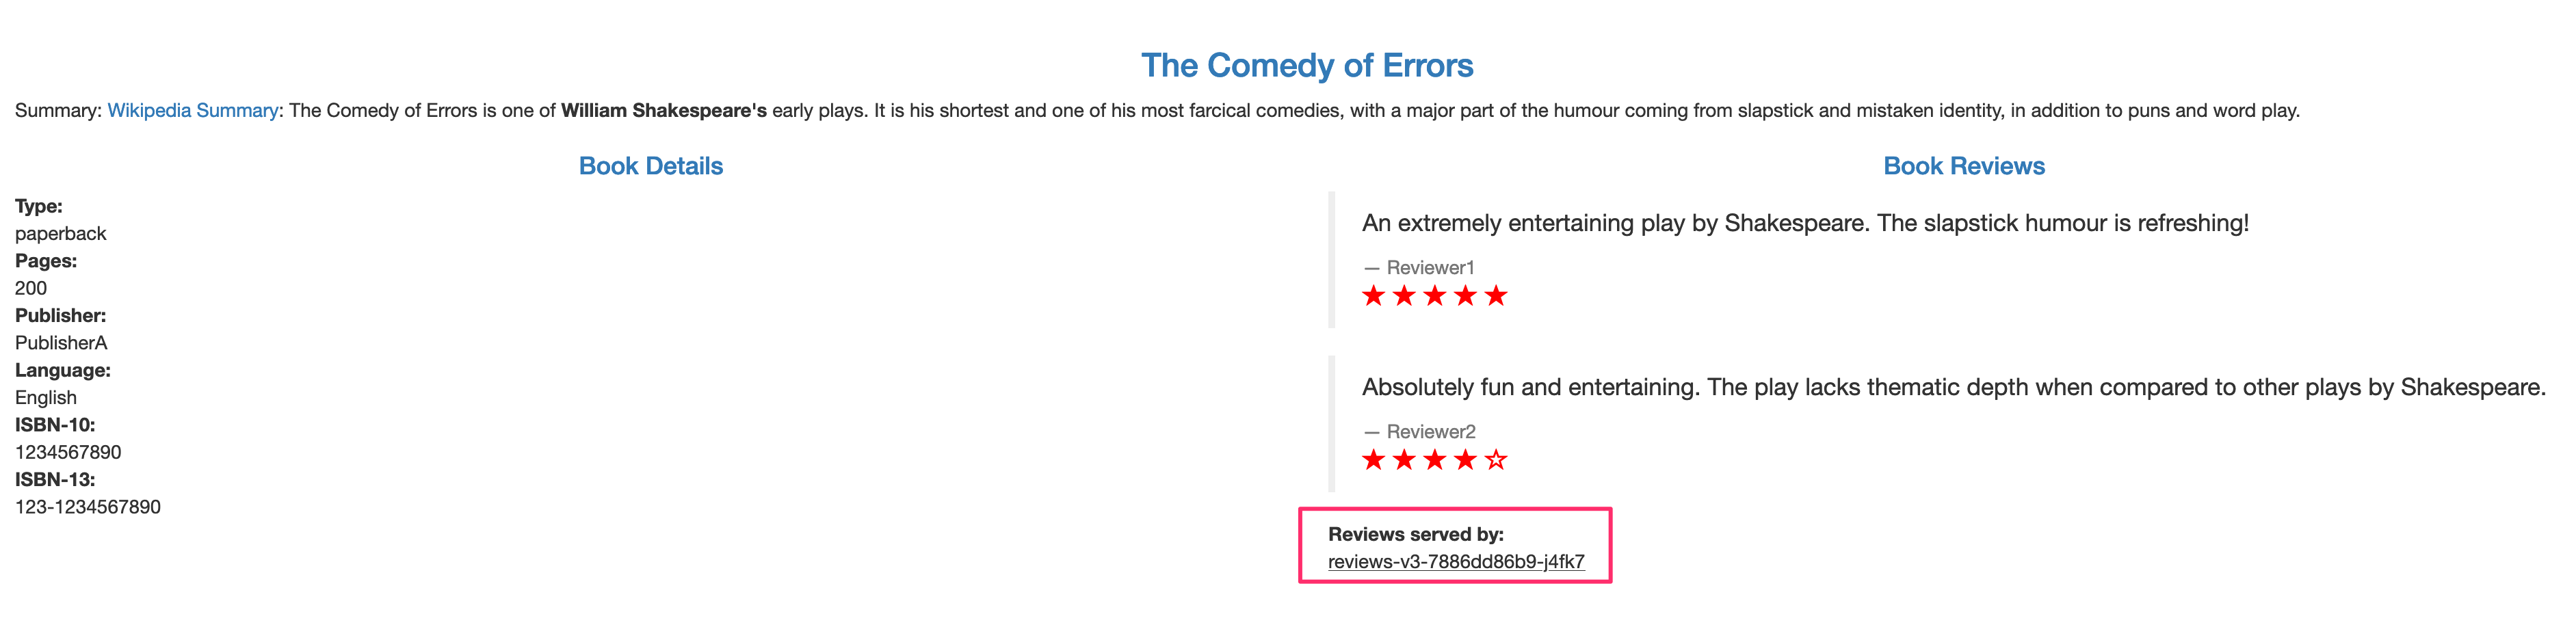 The Comedy of Errors
Summary: Wikipedia Summary: The Comedy of Errors is one of William Shakespeare's early plays. It is his shortest and one of his most farcical comedies, with a major part of the humour coming from slapstick and mistaken identity, in addition to puns and word play.
Book Details
Type:
paperback
Pages:
200
Publisher:
PublisherA
Language:
English
ISBN-10:
1234567890
ISBN-13:
123-1234567890
Book Reviews
An extremely entertaining play by Shakespeare. The slapstick humour is refreshing!
— Reviewer1
Absolutely fun and entertaining. The play lacks thematic depth when compared to other plays by Shakespeare.
— Reviewer2
Reviews served by:
reviews-v3-7886dd86b9-j4fk7